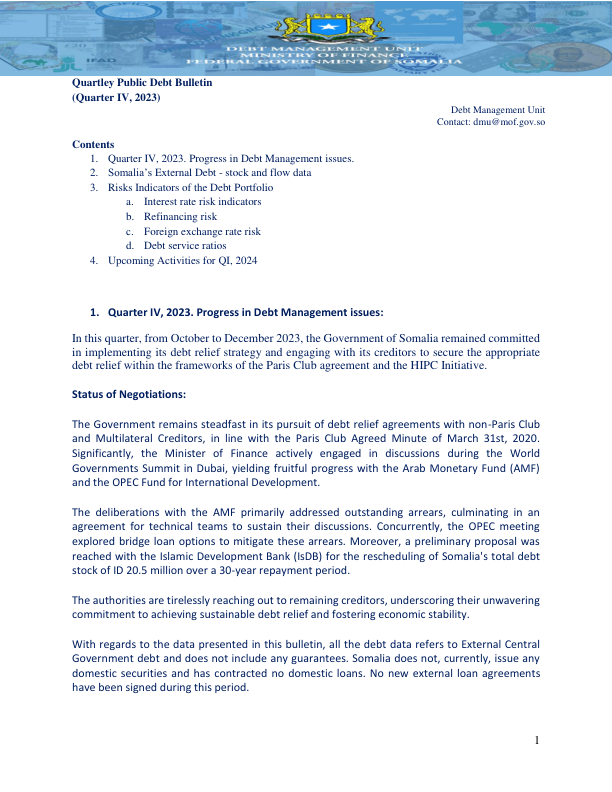 DEBT MANAGEMENT UNIT
MINISTRY OF FINANCE
FEDERAL GOVERNMENT OF SOMALIA
Quartley Public Debt Bulletin
(Quarter IV, 2023)
Debt Management Unit
Contact: dmu@mof.gov.so
Contents
1. Quarter IV, 2023. Progress in Debt Management issues.
2. Somalia’s External Debt - stock and flow data
3. Risks Indicators of the Debt Portfolio
a. Interest rate risk indicators
b. Refinancing risk
c. Foreign exchange rate risk
d. Debt service ratios
4. Upcoming Activities for QI, 2024
1. Quarter IV, 2023. Progress in Debt Management issues:
In this quarter, from October to December 2023, the Government of Somalia remained committed
in implementing its debt relief strategy and engaging with its creditors to secure the appropriate
debt relief within the frameworks of the Paris Club agreement and the HIPC Initiative.
Status of Negotiations:
The Government remains steadfast in its pursuit of debt relief agreements with non-Paris Club
and Multilateral Creditors, in line with the Paris Club Agreed Minute of March 31st, 2020.
Significantly, the Minister of Finance actively engaged in discussions during the World
Governments Summit in Dubai, yielding fruitful progress with the Arab Monetary Fund (AMF)
and the OPEC Fund for International Development.
The deliberations with the AMF primarily addressed outstanding arrears, culminating in an
agreement for technical teams to sustain their discussions. Concurrently, the OPEC meeting
explored bridge loan options to mitigate these arrears. Moreover, a preliminary proposal was
reached with the Islamic Development Bank (IsDB) for the rescheduling of Somalia's total debt
stock of ID 20.5 million over a 30-year repayment period.
The authorities are tirelessly reaching out to remaining creditors, underscoring their unwavering
commitment to achieving sustainable debt relief and fostering economic stability.
With regards to the data presented in this bulletin, all the debt data refers to External Central
Government debt and does not include any guarantees. Somalia does not, currently, issue any
domestic securities and has contracted no domestic loans. No new external loan agreements
have been signed during this period.
1